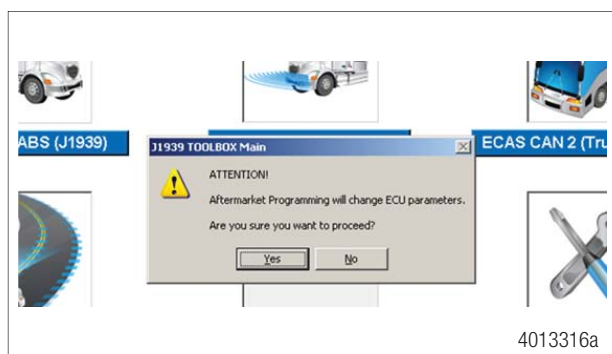 ABS (J1939)
ECAS CAN 2 (Tru
J1939 TOOLBOX Main
ATTENTION!
Aftermarket Programming will change ECU parameters.
Are you sure you want to proceed?
Yes No
4013316a